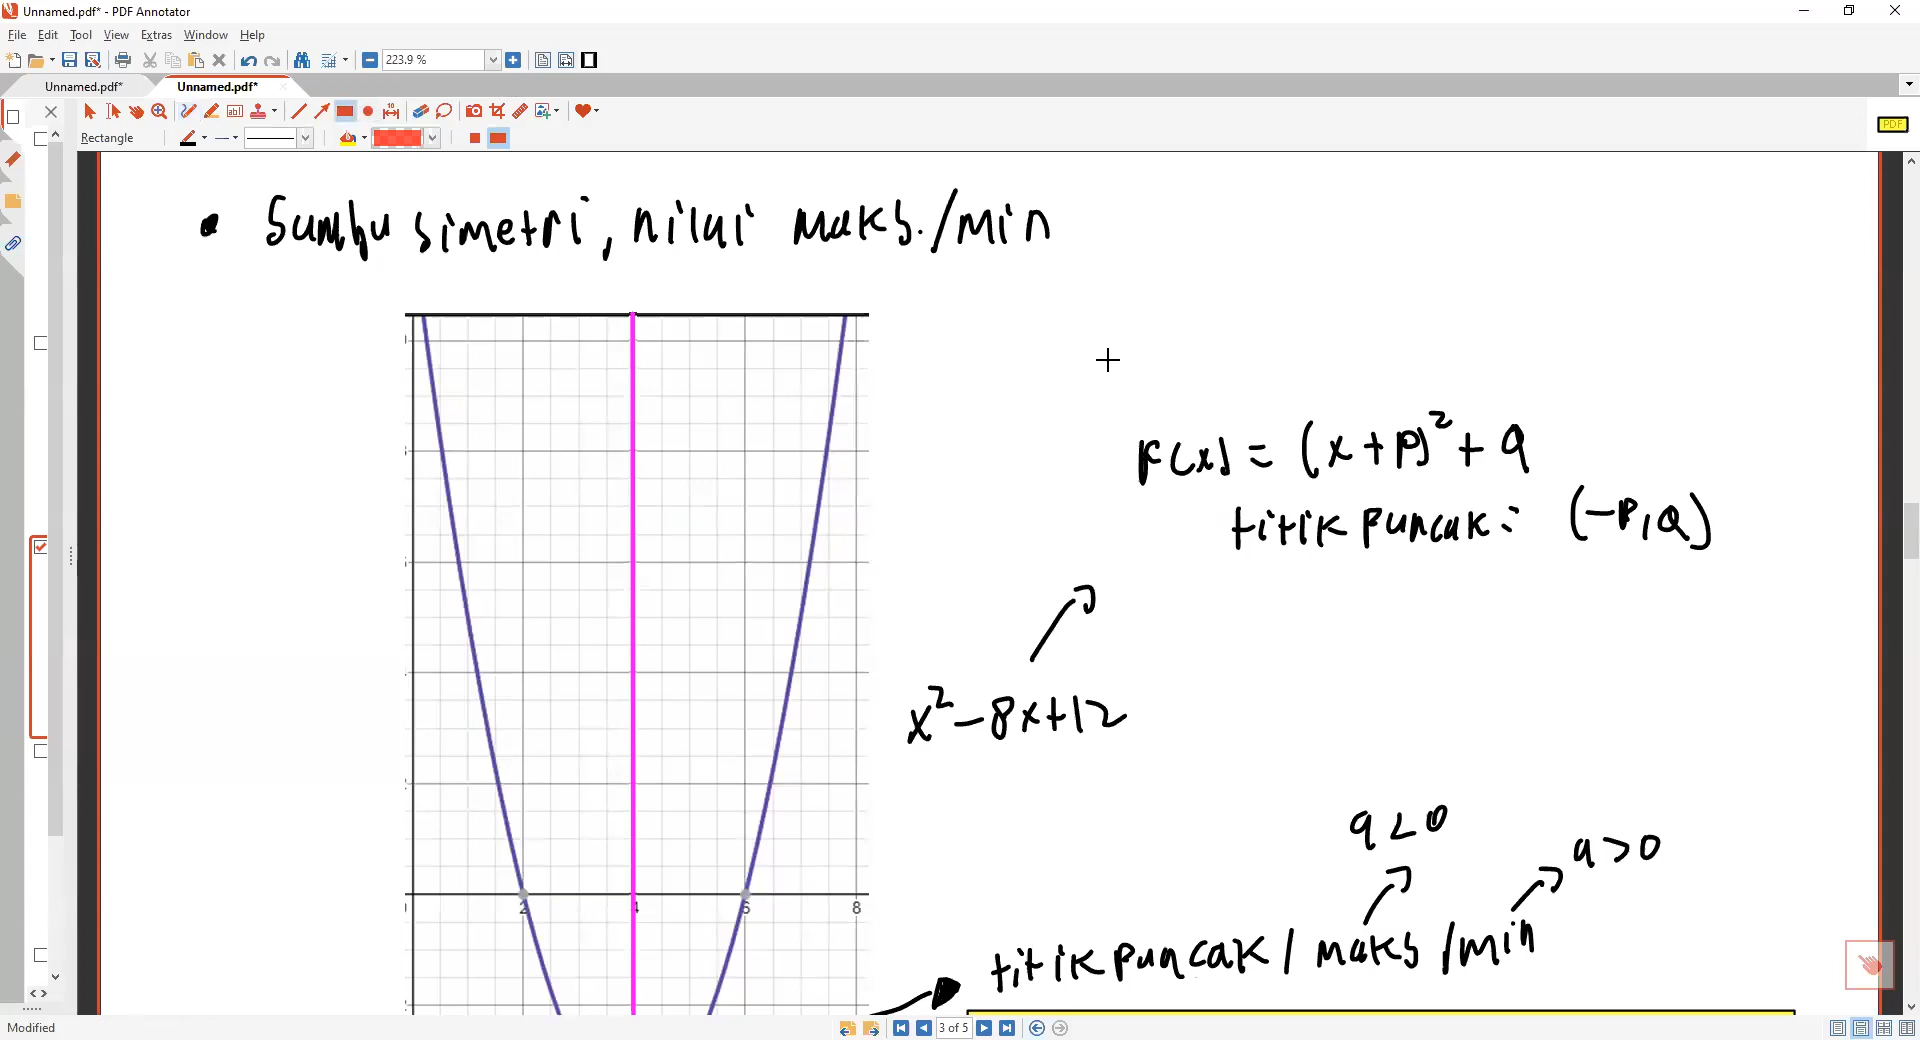 Unnamed.pdf* - PDF Annotator
File Edit Tool View Extras Window Help
223.9 %
Unnamed.pdf* Unnamed.pdf*
Rectangle
PDF
• Sumbu simetri, nilai maks./min
F(x) = (x+p)² + q
titik puncak: (-p, q)
x² - 8x + 12
a < 0
a > 0
2 4 6 8
titik puncak / maks / min
Modified
3 of 5